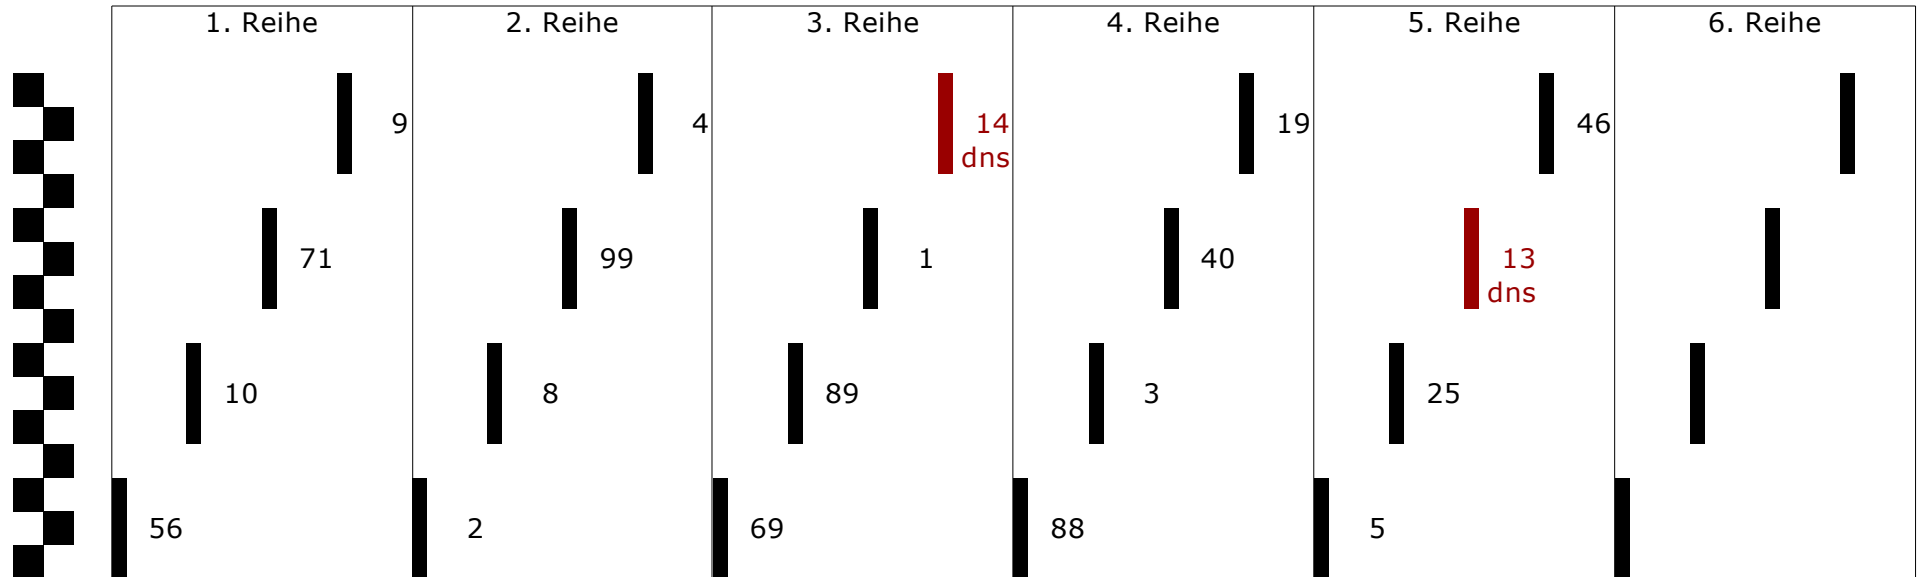 1. Reihe 2. Reihe 3. Reihe 4. Reihe 5. Reihe 6. Reihe
9 4 14 19 46
dns
71 99 1 40 13
dns
10 8 89 3 25
56 2 69 88 5